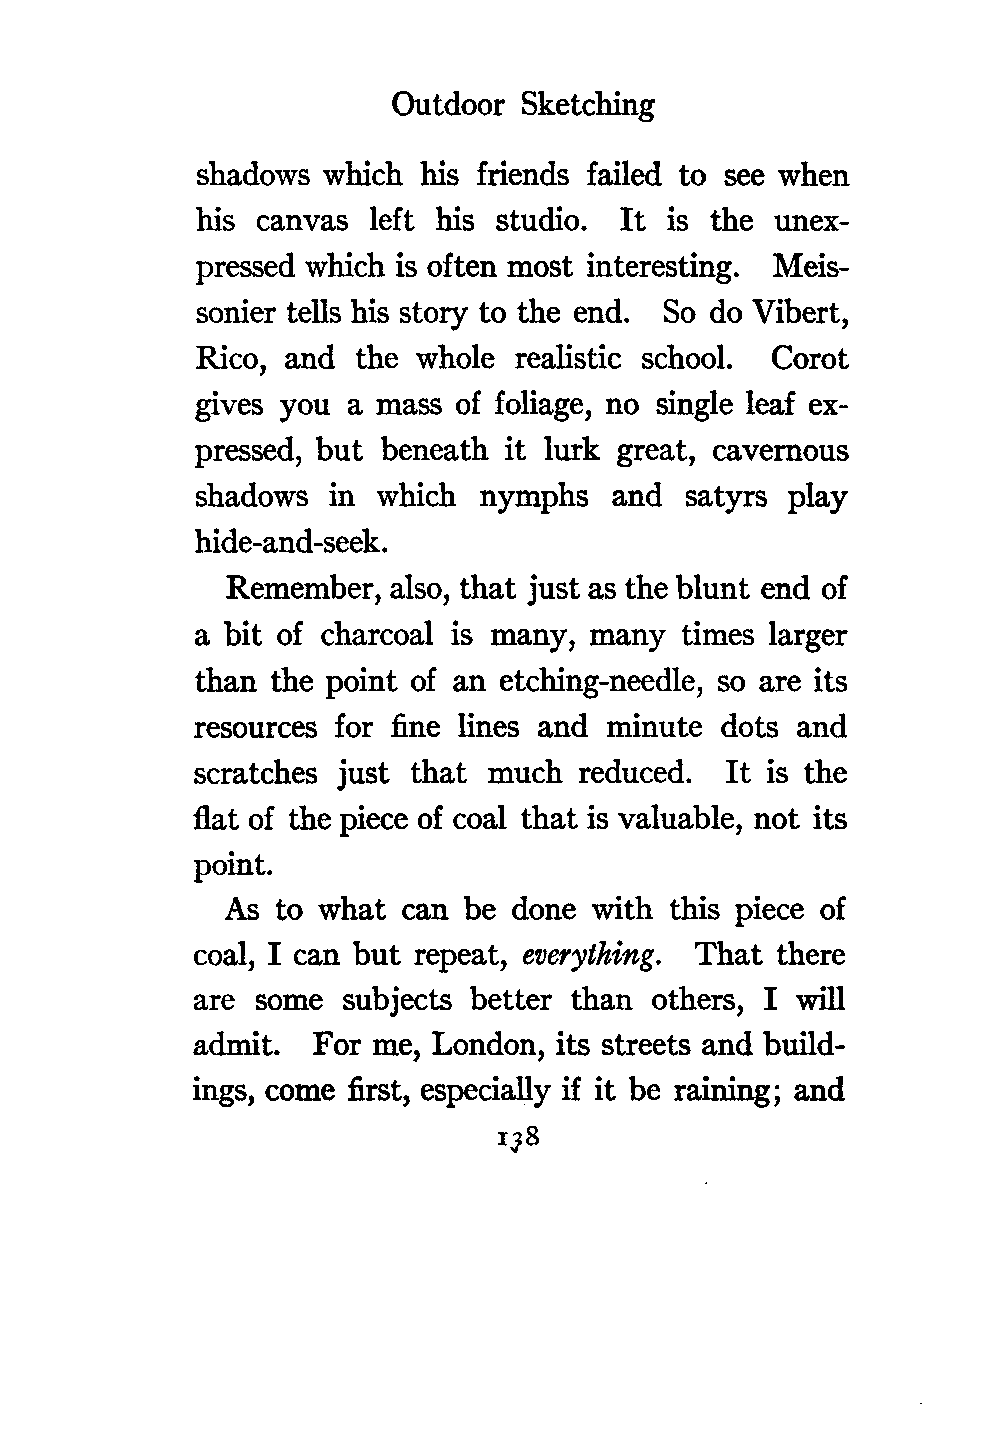 Outdoor Sketching
shadows which his friends failed to see when
his canvas left his studio. It is the unex-
pressed which is often most interesting. Meis-
sonier tells his story to the end. So do Vibert,
Rico, and the whole realistic school. Corot
gives you a mass of foliage, no single leaf ex-
pressed, but beneath it lurk great, cavernous
shadows in which nymphs and satyrs play
hide-and-seek.
Remember, also, that just as the blunt end of
a bit of charcoal is many, many times larger
than the point of an etching-needle, so are its
resources for fine lines and minute dots and
scratches just that much reduced. It is the
flat of the piece of coal that is valuable, not its
point.
As to what can be done with this piece of
coal, I can but repeat, everything. That there
are some subjects better than others, I will
admit. For me, London, its streets and build-
ings, come first, especially if it be raining; and
138